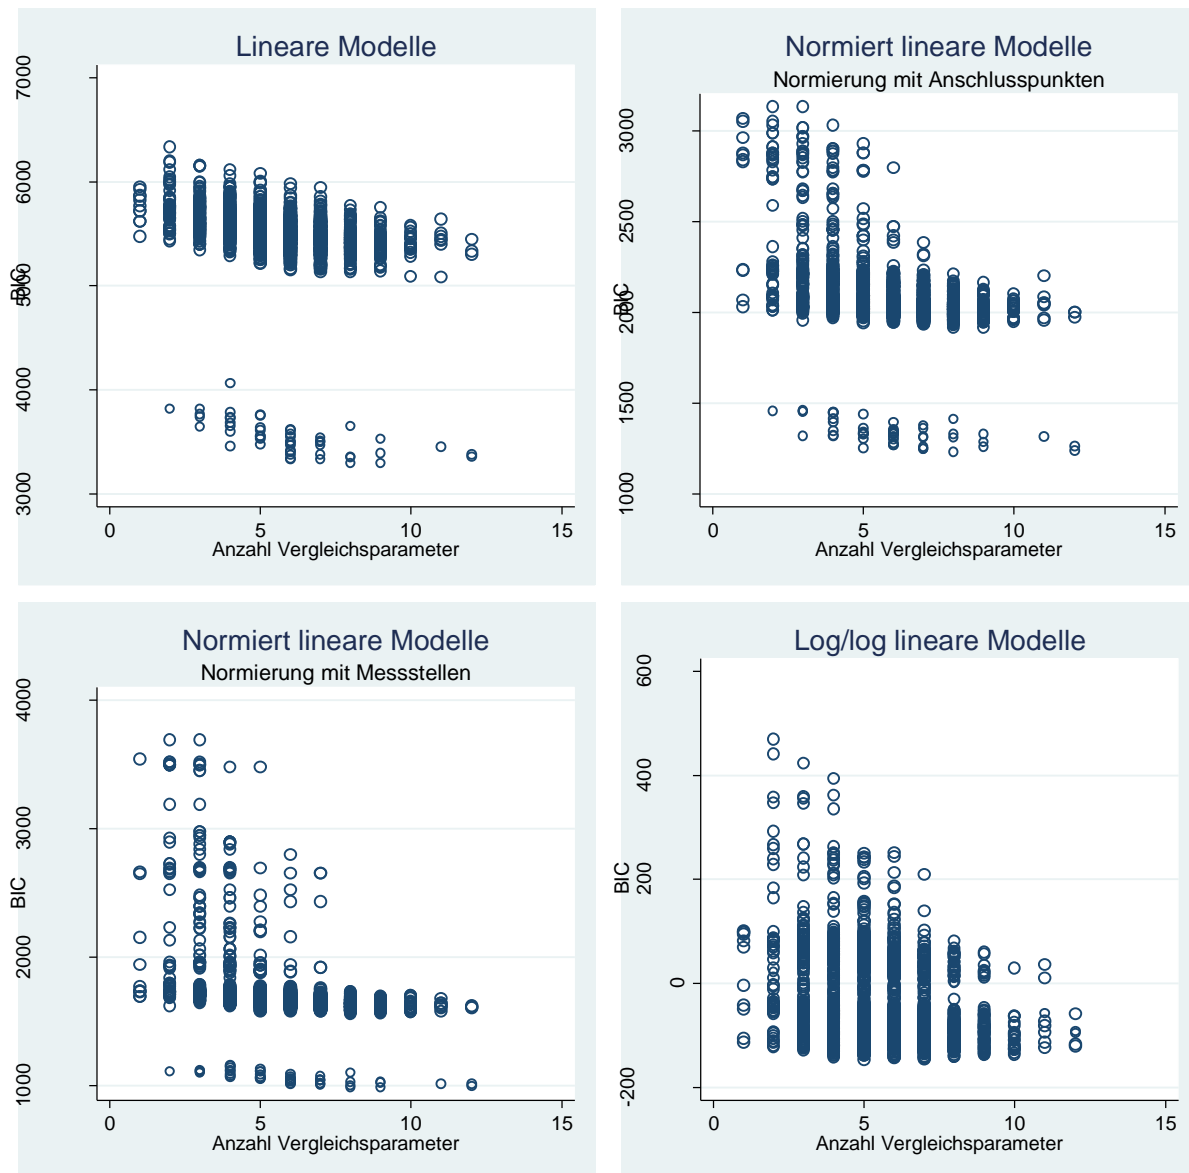 Lineare Modelle
7000
6000
5000
4000
3000
BIC
0 5 10 15
Anzahl Vergleichsparameter
Normiert lineare Modelle
Normierung mit Anschlusspunkten
3000
2500
2000
1500
1000
BIC
0 5 10 15
Anzahl Vergleichsparameter
Normiert lineare Modelle
Normierung mit Messstellen
4000
3000
2000
1000
BIC
0 5 10 15
Anzahl Vergleichsparameter
Log/log lineare Modelle
600
400
200
0
-200
BIC
0 5 10 15
Anzahl Vergleichsparameter